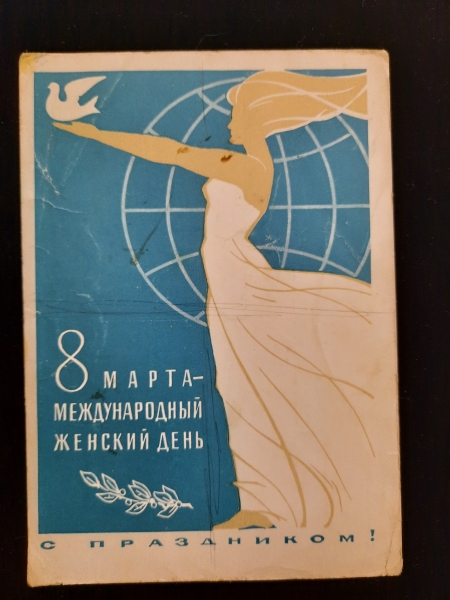 8 МАРТА–
МЕЖДУНАРОДНЫЙ
ЖЕНСКИЙ ДЕНЬ
С ПРАЗДНИКОМ!